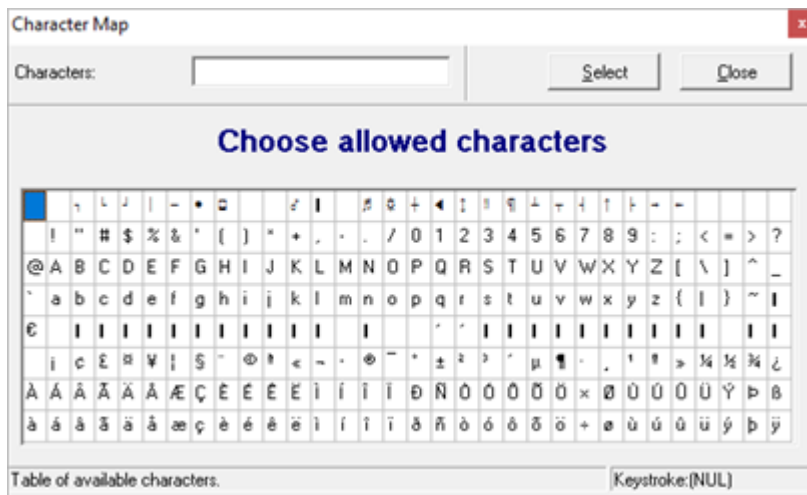 Character Map
Characters:
Select
Close
Choose allowed characters
! " # $ % & ' ( ) * + , - . / 0 1 2 3 4 5 6 7 8 9 : ; < = > ?
@ A B C D E F G H I J K L M N O P Q R S T U V W X Y Z [ \ ] ^ _
` a b c d e f g h i j k l m n o p q r s t u v w x y z { | } ~
€
¡ ¢ £ ¤ ¥ ¦ § ¨ © « ¬ ® ¯ ° ± ² ³ ´ µ ¶ · ¸ ¹ º » ¼ ½ ¾ ¿
À Á Â Ã Ä Å Æ Ç È É Ê Ë Ì Í Î Ï Ð Ñ Ò Ó Ô Õ Ö × Ø Ù Ú Û Ü Ý Þ ß
à á â ã ä å æ ç è é ê ë ì í î ï ð ñ ò ó ô õ ö ÷ ø ù ú û ü ý þ ÿ
Table of available characters.
Keystroke:(NUL)